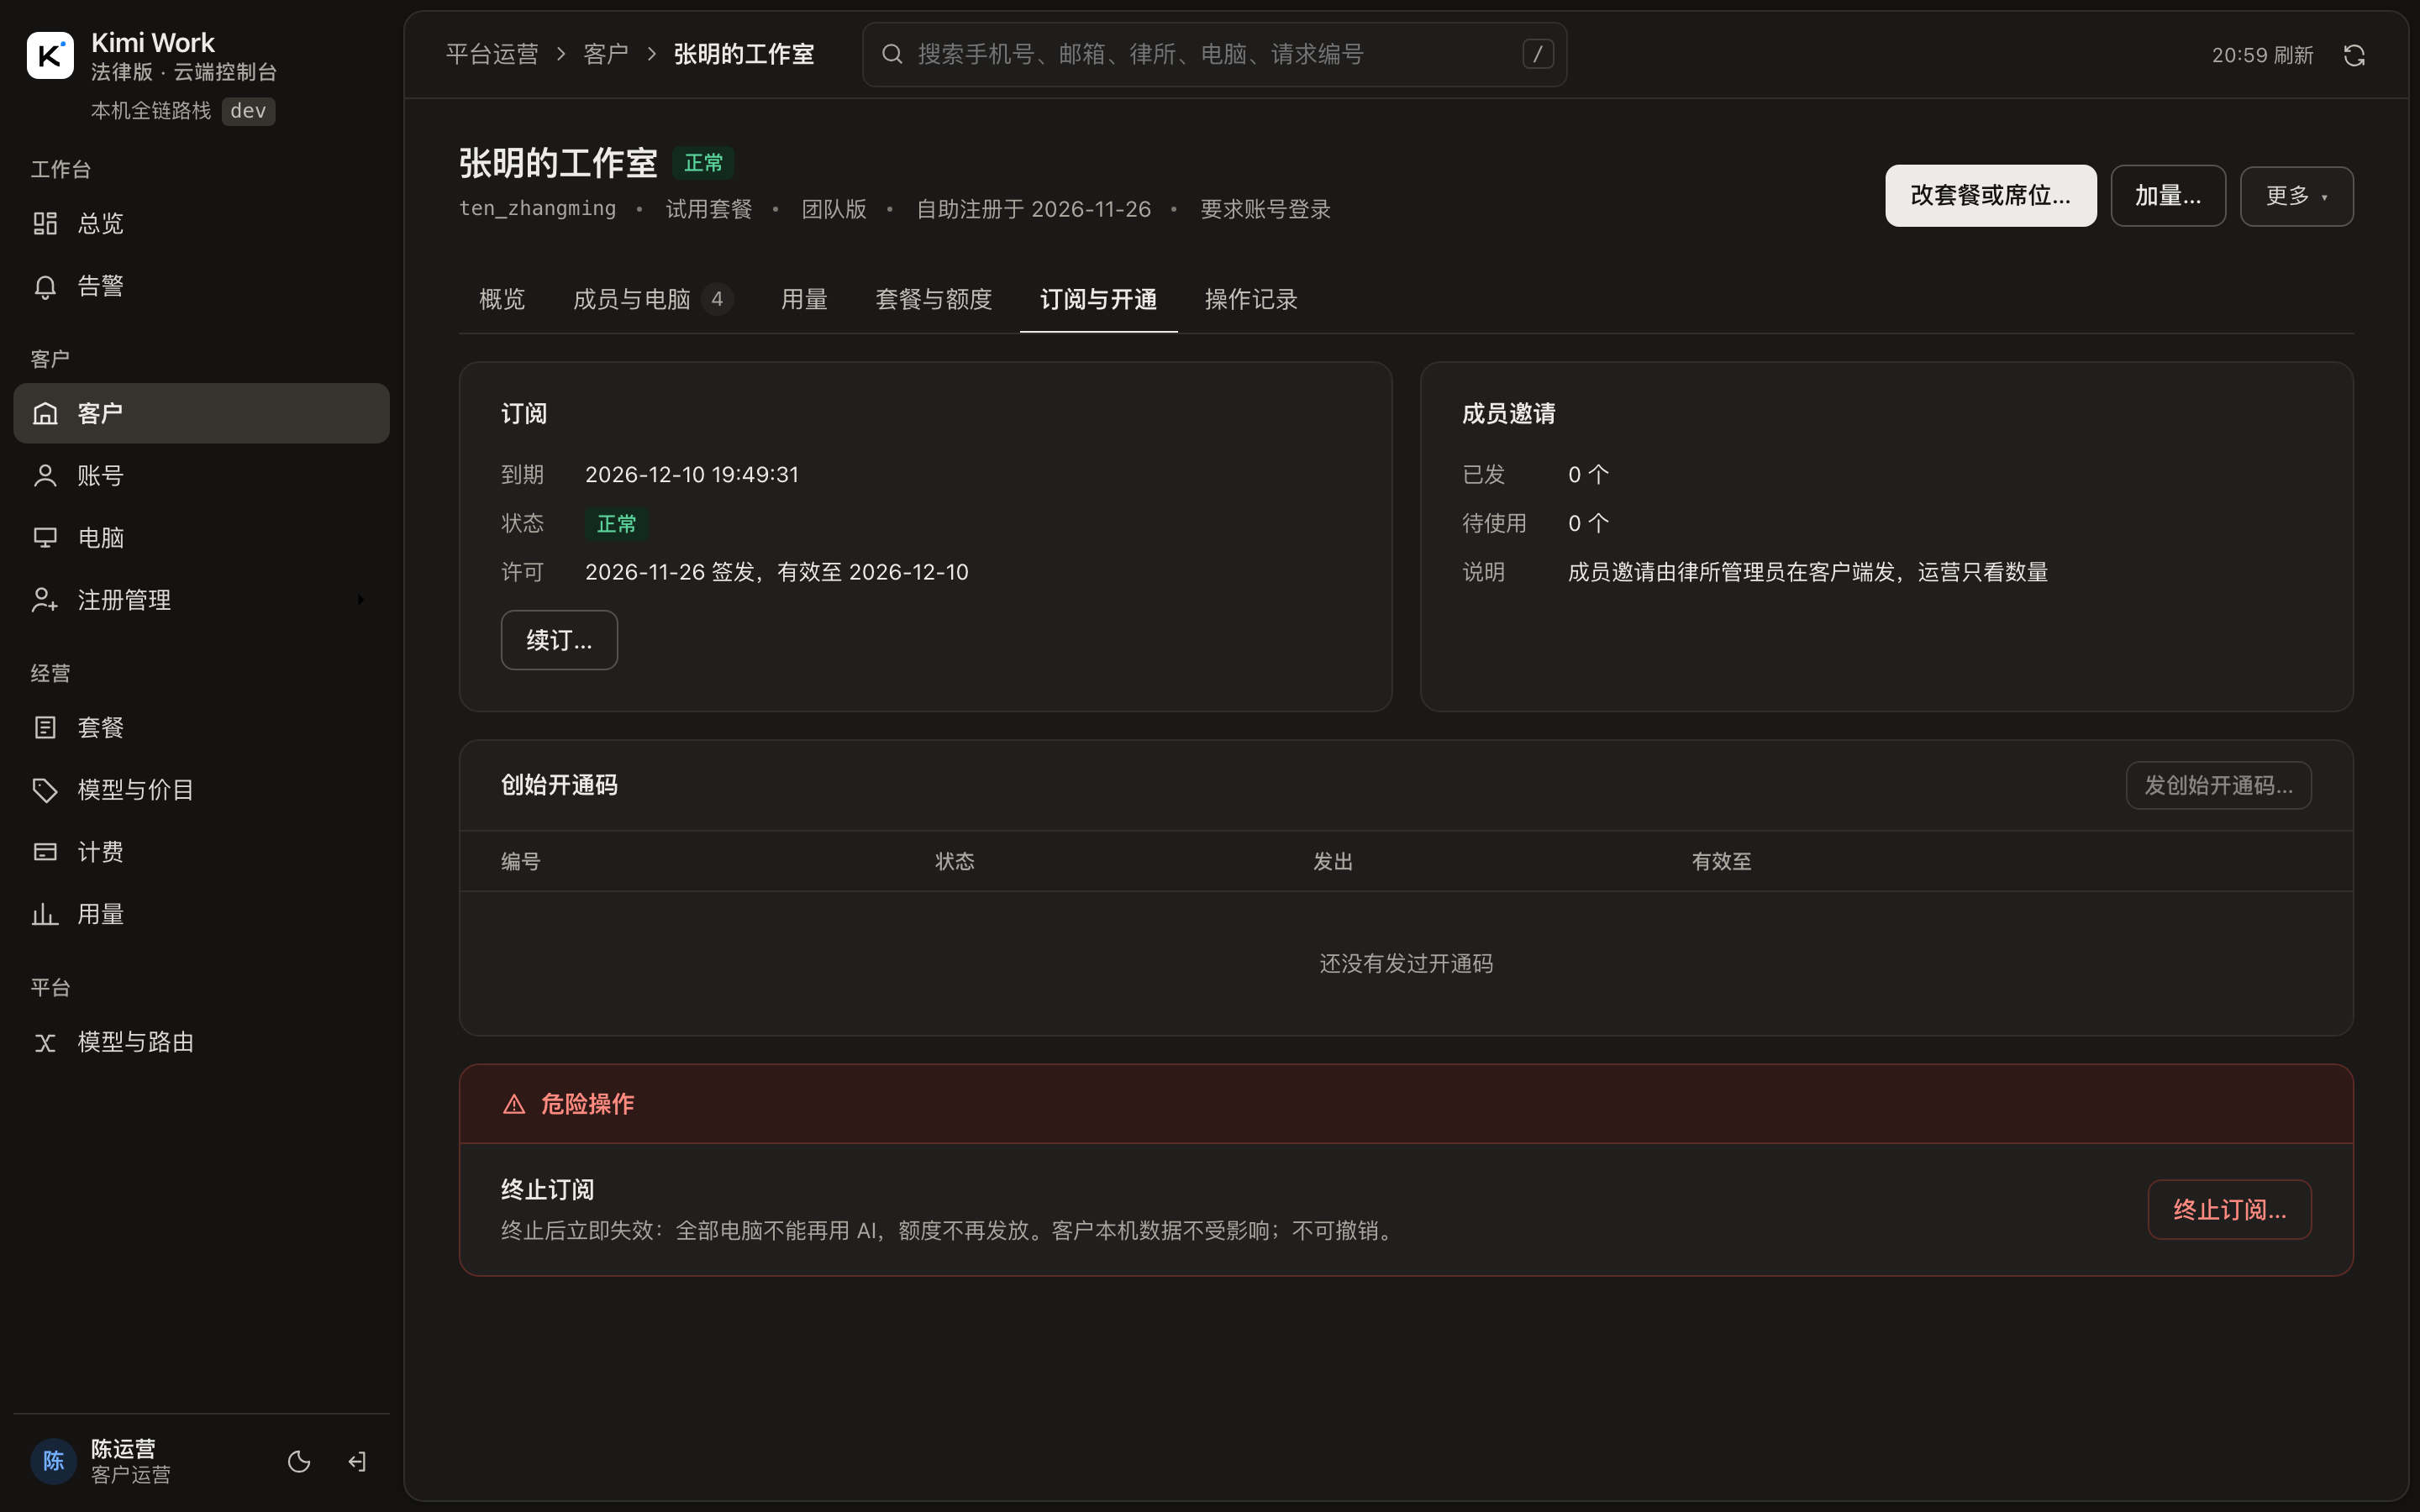 Kimi Work
法律版 · 云端控制台
本机全链路栈 dev
工作台
总览
告警
客户
客户
账号
电脑
注册管理
经营
套餐
模型与价目
计费
用量
平台
模型与路由
陈 陈运营
客户运营
平台运营 > 客户 > 张明的工作室
搜索手机号、邮箱、律所、电脑、请求编号 /
20:59 刷新
张明的工作室 正常
ten_zhangming • 试用套餐 • 团队版 • 自助注册于 2026-11-26 • 要求账号登录
改套餐或席位... 加量... 更多
概览 成员与电脑 4 用量 套餐与额度 订阅与开通 操作记录
订阅
到期 2026-12-10 19:49:31
状态 正常
许可 2026-11-26 签发，有效至 2026-12-10
续订...
成员邀请
已发 0 个
待使用 0 个
说明 成员邀请由律所管理员在客户端发，运营只看数量
创始开通码 发创始开通码...
编号 状态 发出 有效至
还没有发过开通码
危险操作
终止订阅
终止后立即失效：全部电脑不能再用 AI，额度不再发放。客户本机数据不受影响；不可撤销。
终止订阅...